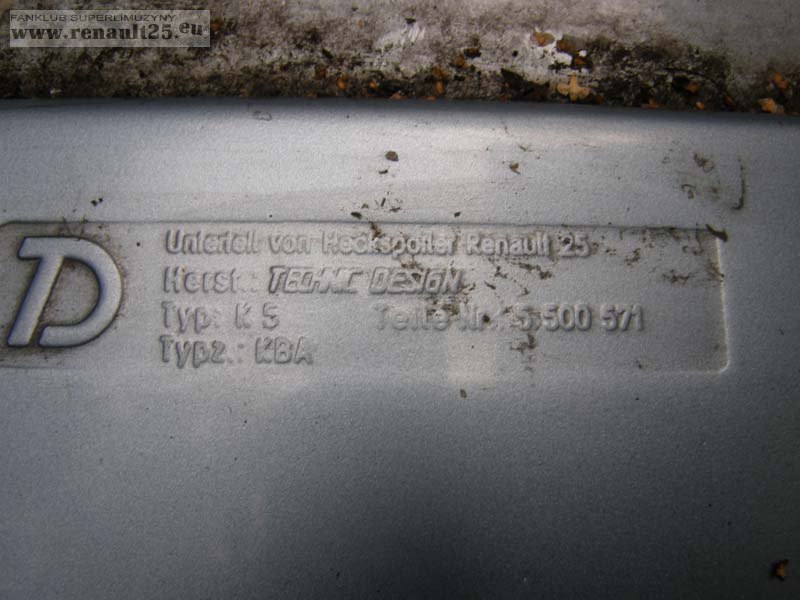 FANKLUB SUPERLIMUZYNY
www.renault25.eu
TD
Unterteil von Heckspoiler Renault 25
Herst.: TECHNIC DESIGN
Typ: K S Teile Nr.: 5 500 571
Typz.: KBA